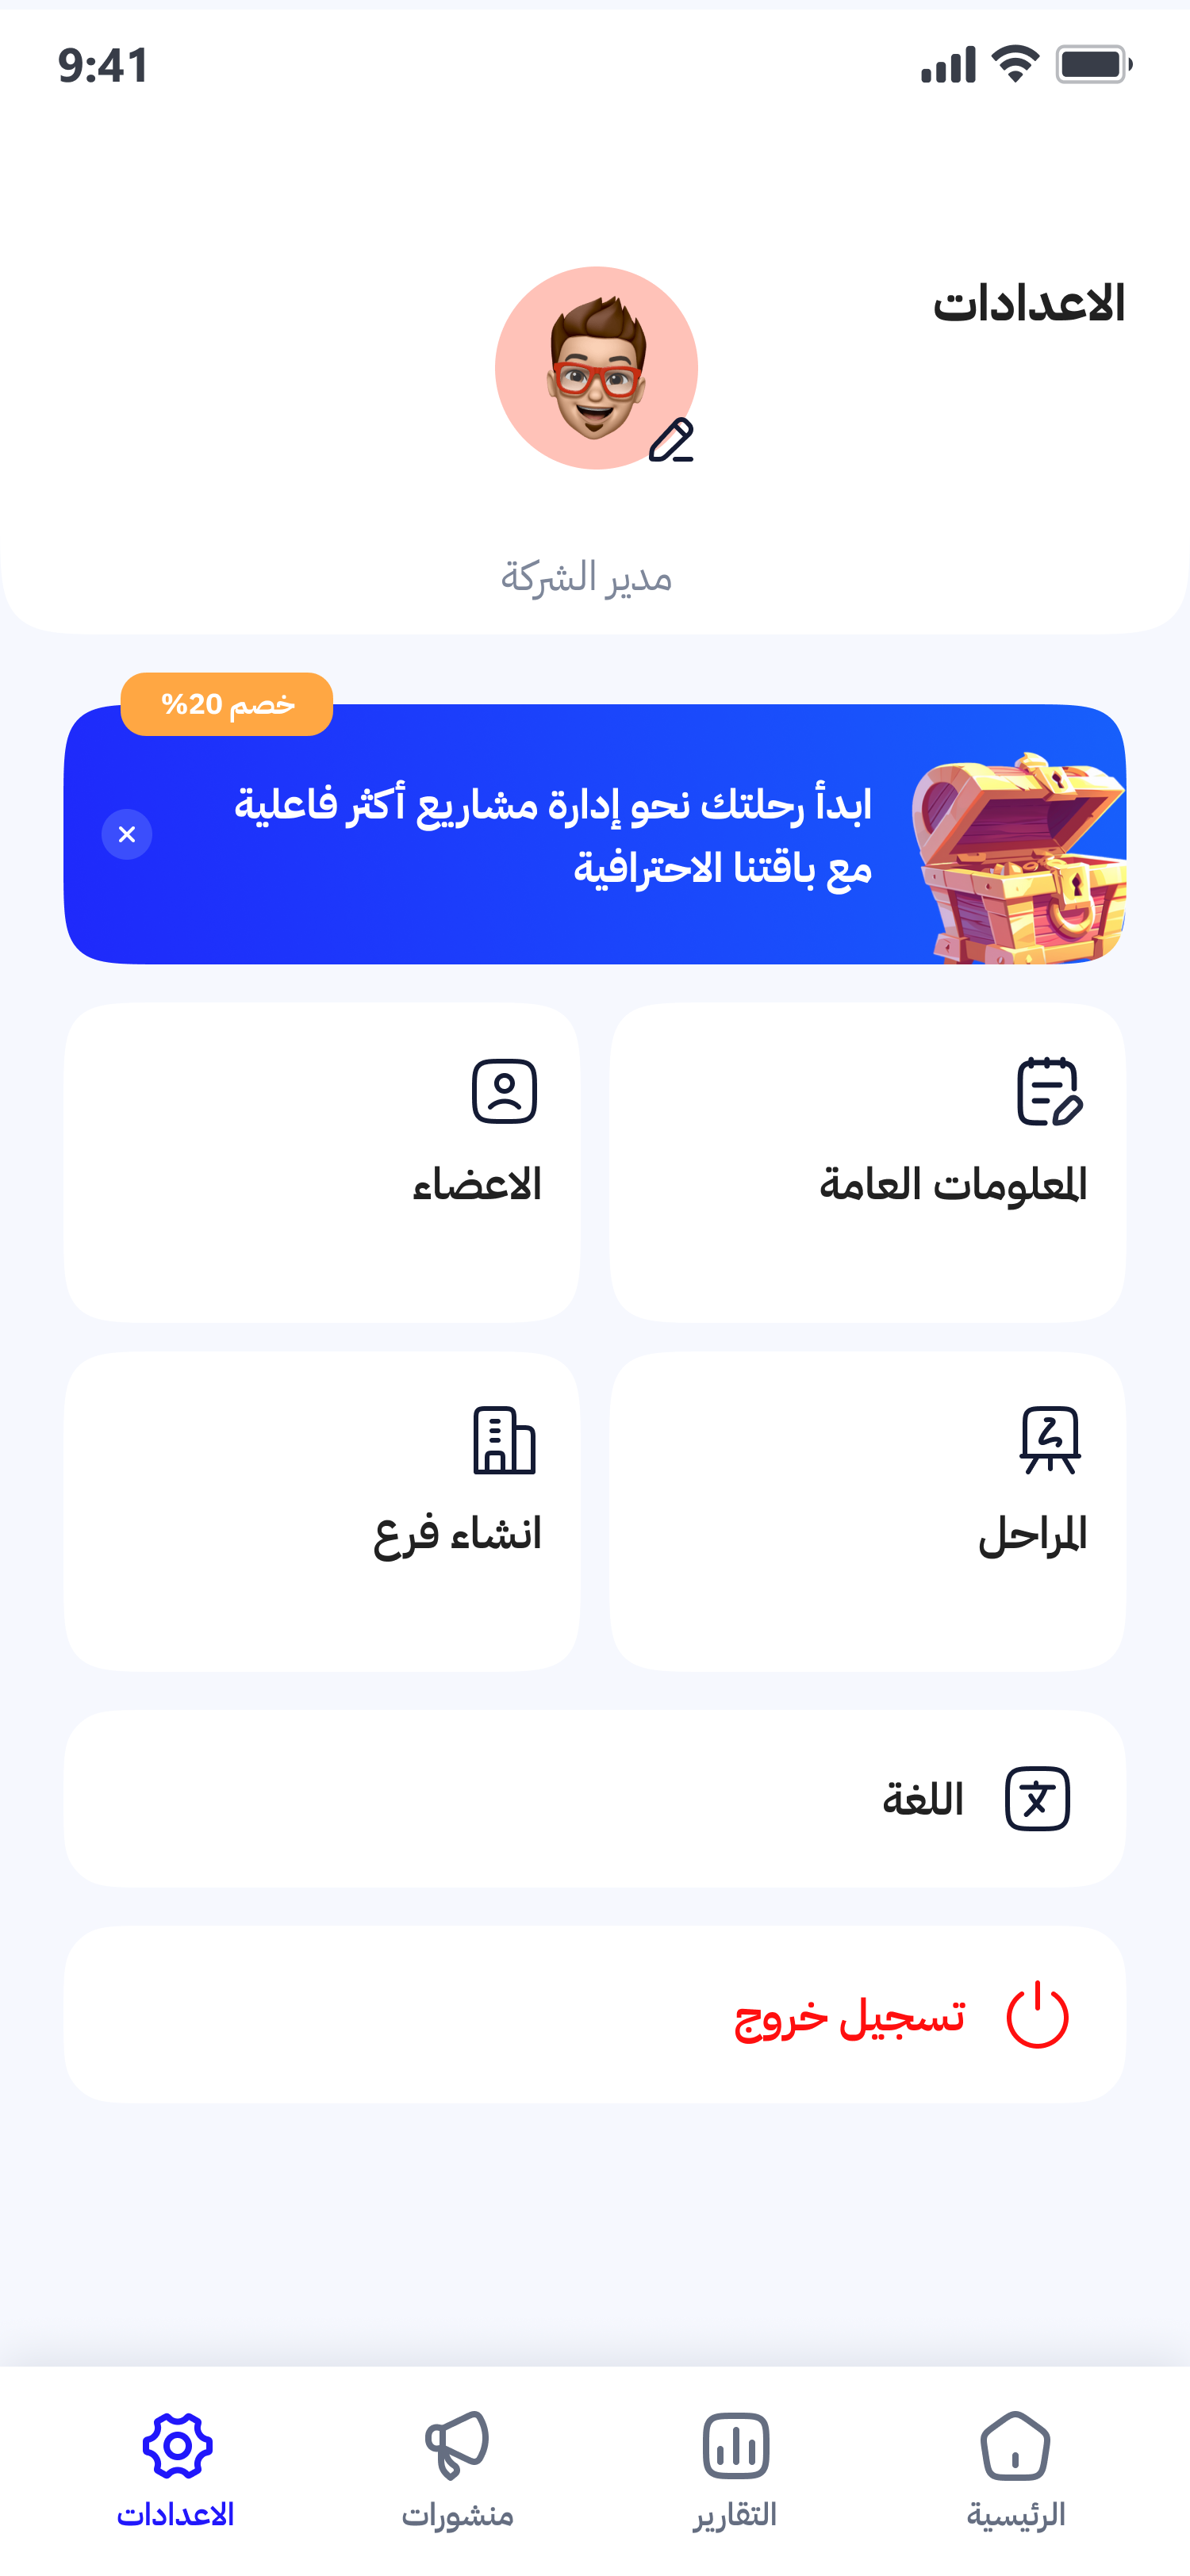 9:41
الاعدادات
مدير الشركة
خصم 20%
ابدأ رحلتك نحو إدارة مشاريع أكثر فاعلية
مع باقتنا الاحترافية
المعلومات العامة
الاعضاء
المراحل
انشاء فرع
اللغة
تسجيل خروج
الرئيسية
التقارير
منشورات
الاعدادات